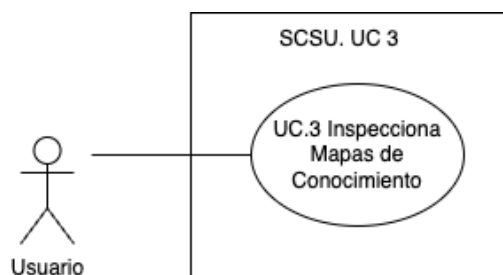 SCSU. UC 3
UC.3 Inspecciona
Mapas de
Conocimiento
Usuario